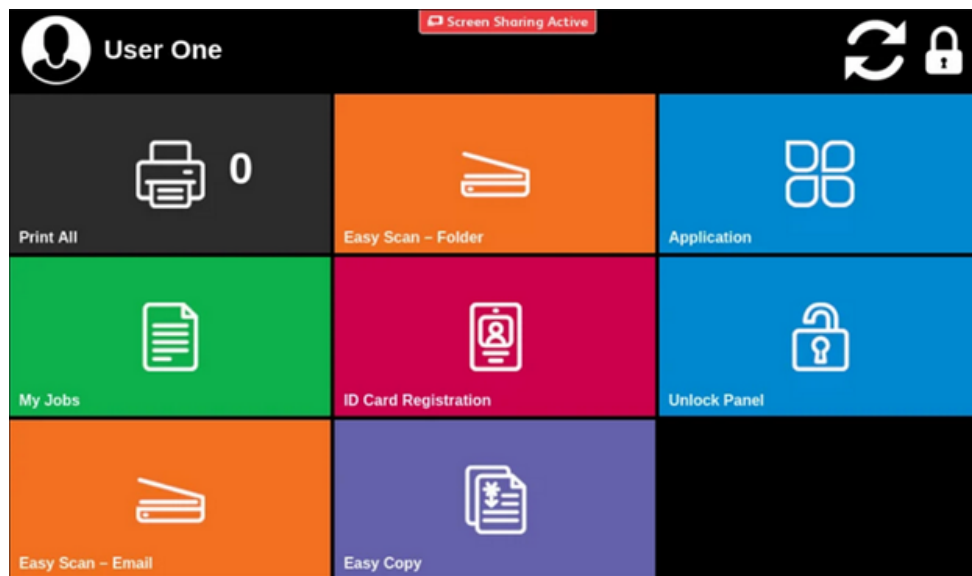 Screen Sharing Active
User One
0
Print All
Easy Scan – Folder
Application
My Jobs
ID Card Registration
Unlock Panel
Easy Scan – Email
Easy Copy